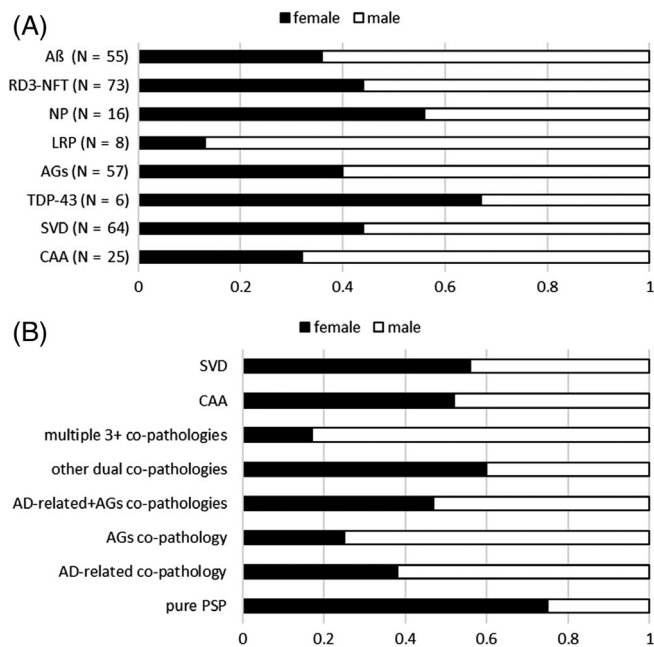 (A)
female male
Aß (N = 55)
RD3-NFT (N = 73)
NP (N = 16)
LRP (N = 8)
AGs (N = 57)
TDP-43 (N = 6)
SVD (N = 64)
CAA (N = 25)
0 0.2 0.4 0.6 0.8 1
(B)
female male
SVD
CAA
multiple 3+ co-pathologies
other dual co-pathologies
AD-related+AGs co-pathologies
AGs co-pathology
AD-related co-pathology
pure PSP
0 0.2 0.4 0.6 0.8 1